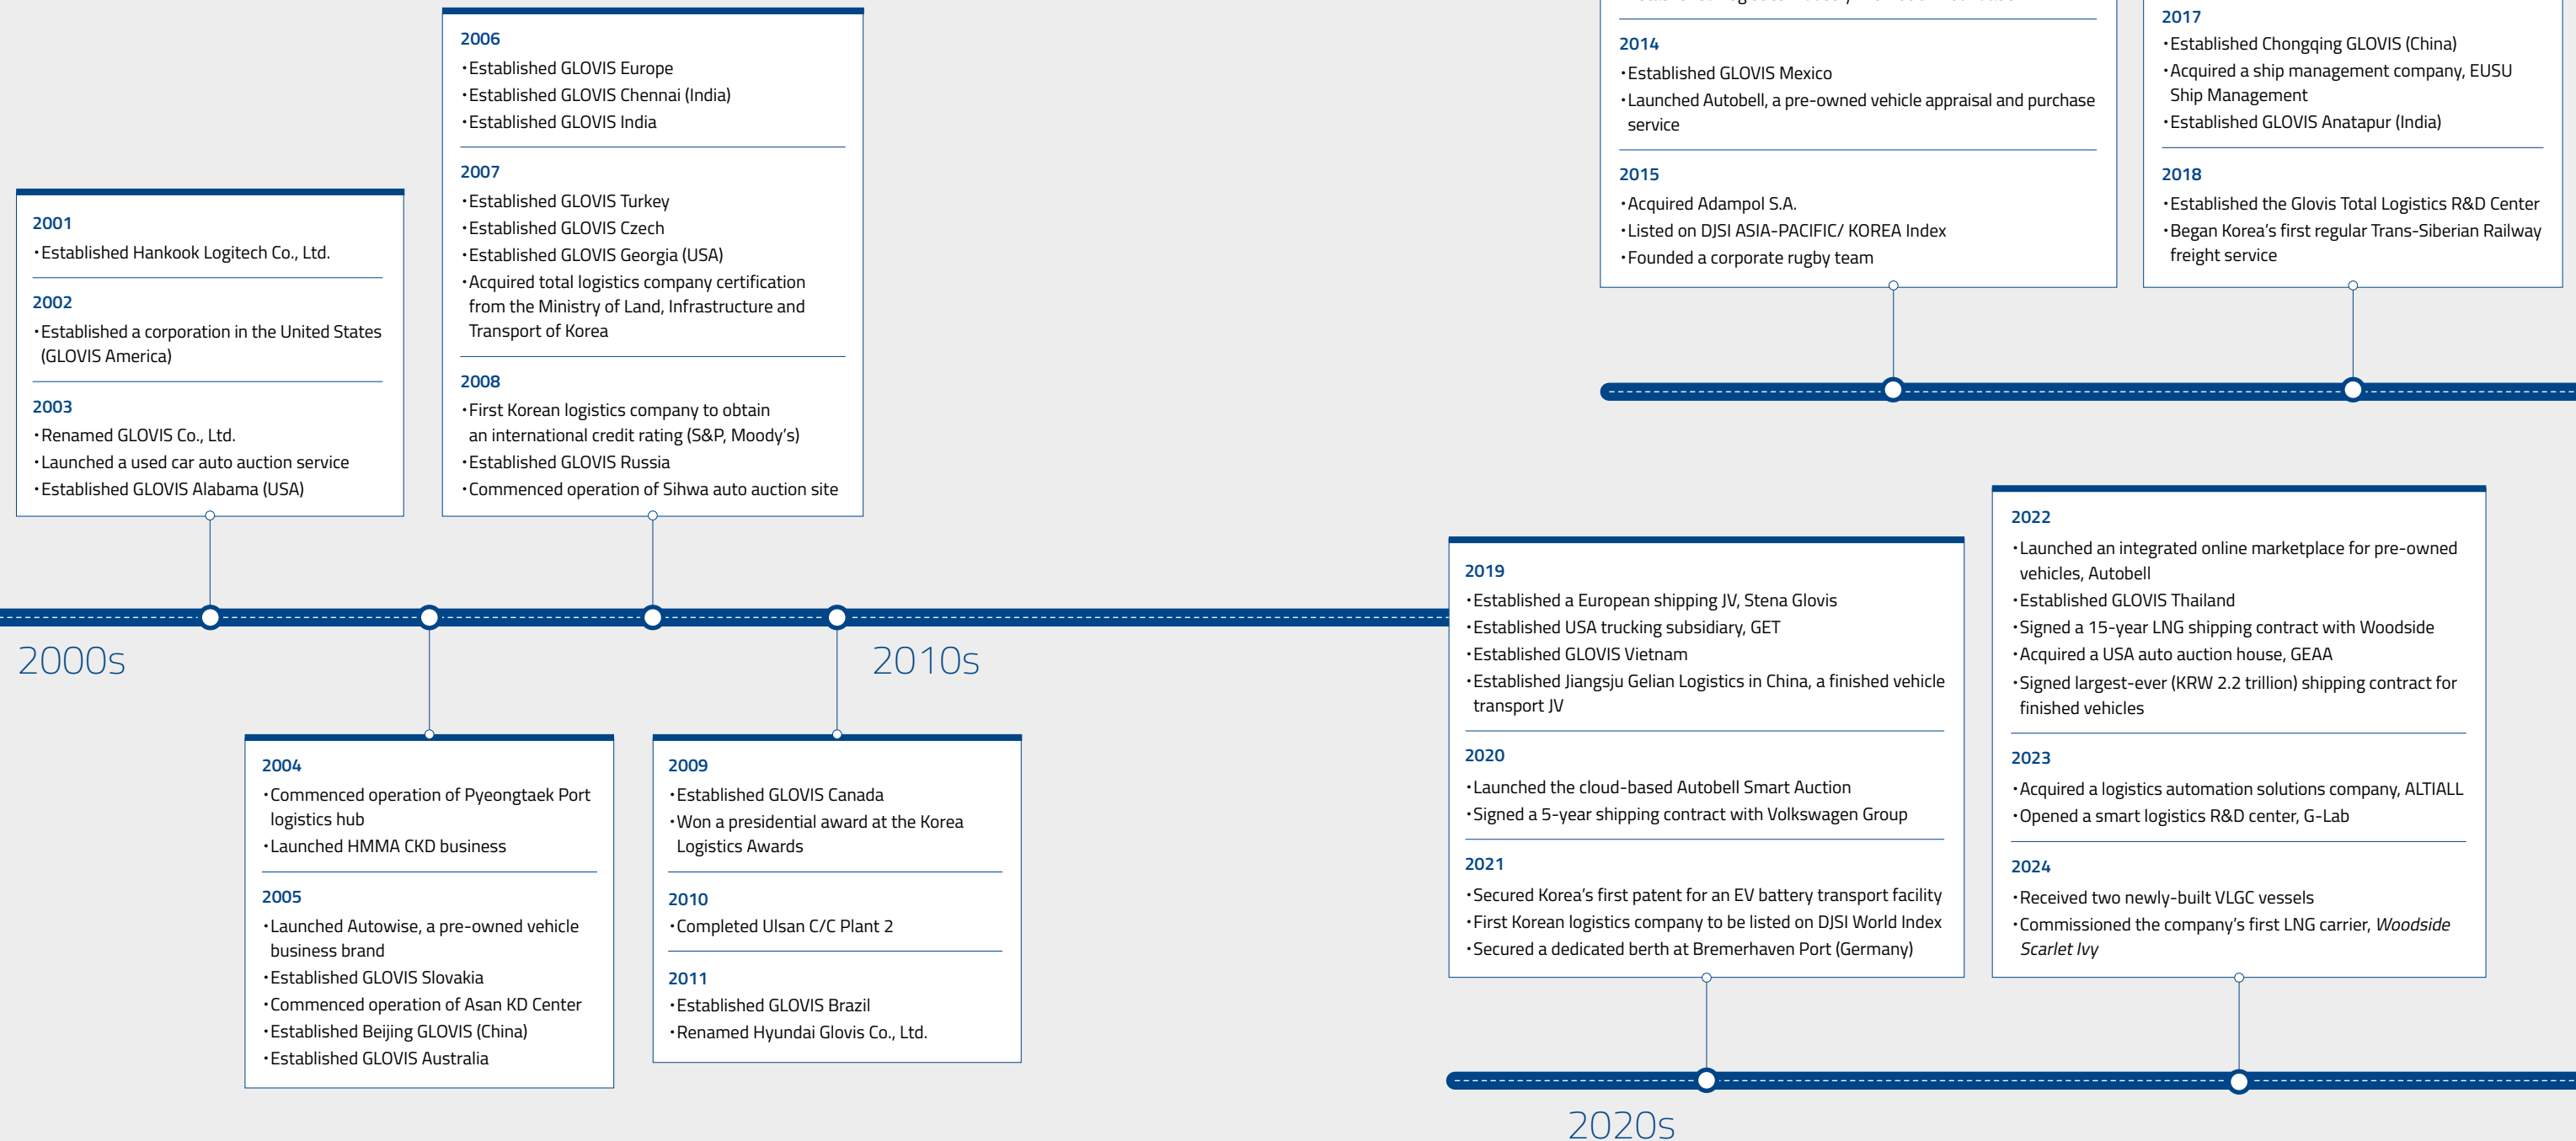 2001
·Established Hankook Logitech Co., Ltd.
2002
·Established a corporation in the United States
(GLOVIS America)
2003
·Renamed GLOVIS Co., Ltd.
·Launched a used car auto auction service
·Established GLOVIS Alabama (USA)
2006
·Established GLOVIS Europe
·Established GLOVIS Chennai (India)
·Established GLOVIS India
2007
·Established GLOVIS Turkey
·Established GLOVIS Czech
·Established GLOVIS Georgia (USA)
·Acquired total logistics company certification
from the Ministry of Land, Infrastructure and
Transport of Korea
2008
·First Korean logistics company to obtain
an international credit rating (S&P, Moody's)
·Established GLOVIS Russia
·Commenced operation of Sihwa auto auction site
2000s
2010s
2004
·Commenced operation of Pyeongtaek Port
logistics hub
·Launched HMMA CKD business
2005
·Launched Autowise, a pre-owned vehicle
business brand
·Established GLOVIS Slovakia
·Commenced operation of Asan KD Center
·Established Beijing GLOVIS (China)
·Established GLOVIS Australia
2009
·Established GLOVIS Canada
·Won a presidential award at the Korea
Logistics Awards
2010
·Completed Ulsan C/C Plant 2
2011
·Established GLOVIS Brazil
·Renamed Hyundai Glovis Co., Ltd.
2014
·Established GLOVIS Mexico
·Launched Autobell, a pre-owned vehicle appraisal and purchase
service
2015
·Acquired Adampol S.A.
·Listed on DJSI ASIA-PACIFIC/ KOREA Index
·Founded a corporate rugby team
2017
·Established Chongqing GLOVIS (China)
·Acquired a ship management company, EUSU
Ship Management
·Established GLOVIS Anatapur (India)
2018
·Established the Glovis Total Logistics R&D Center
·Began Korea's first regular Trans-Siberian Railway
freight service
2019
·Established a European shipping JV, Stena Glovis
·Established USA trucking subsidiary, GET
·Established GLOVIS Vietnam
·Established Jiangsju Gelian Logistics in China, a finished vehicle
transport JV
2020
·Launched the cloud-based Autobell Smart Auction
·Signed a 5-year shipping contract with Volkswagen Group
2021
·Secured Korea's first patent for an EV battery transport facility
·First Korean logistics company to be listed on DJSI World Index
·Secured a dedicated berth at Bremerhaven Port (Germany)
2022
·Launched an integrated online marketplace for pre-owned
vehicles, Autobell
·Established GLOVIS Thailand
·Signed a 15-year LNG shipping contract with Woodside
·Acquired a USA auto auction house, GEAA
·Signed largest-ever (KRW 2.2 trillion) shipping contract for
finished vehicles
2023
·Acquired a logistics automation solutions company, ALTIALL
·Opened a smart logistics R&D center, G-Lab
2024
·Received two newly-built VLGC vessels
·Commissioned the company's first LNG carrier, Woodside
Scarlet Ivy
2020s